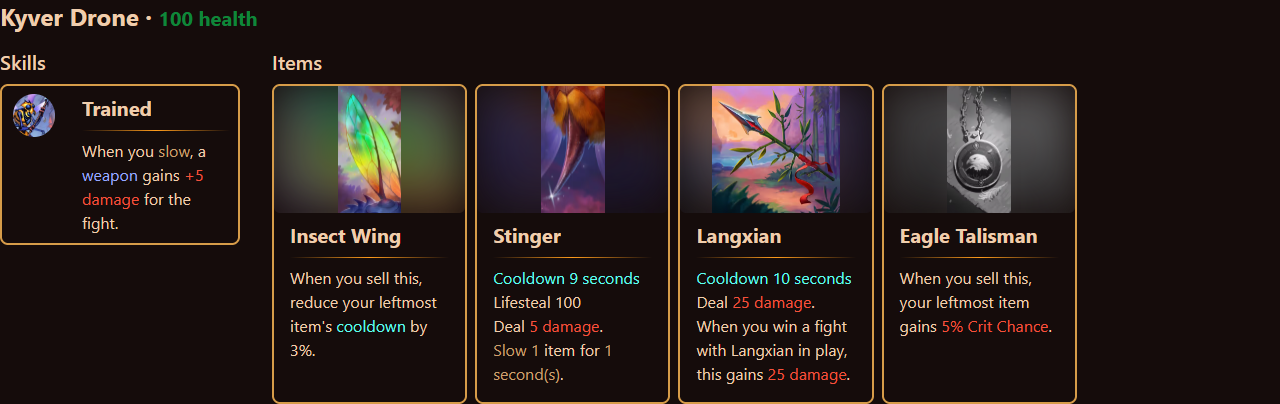 Kyver Drone · 100 health
Skills
Items
Trained
When you slow, a
weapon gains +5
damage for the
fight.
Insect Wing
When you sell this,
reduce your leftmost
item's cooldown by
3%.
Stinger
Cooldown 9 seconds
Lifesteal 100
Deal 5 damage.
Slow 1 item for 1
second(s).
Langxian
Cooldown 10 seconds
Deal 25 damage.
When you win a fight
with Langxian in play,
this gains 25 damage.
Eagle Talisman
When you sell this,
your leftmost item
gains 5% Crit Chance.